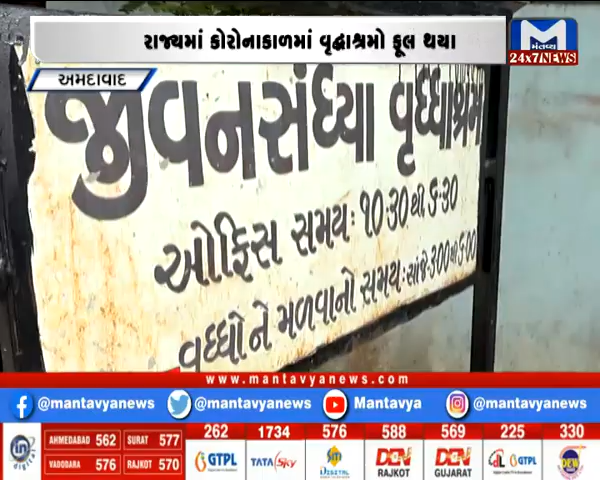 રાજ્યમાં કોરોનાકાળમાં વૃદ્ધાશ્રમો ફૂલ થયા
M
મંતવ્ય
24x7NEWS
અમદાવાદ
જીવનસંધ્યા વૃધ્ધાશ્રમ
ઓફિસ સમય: ૧૦:૩૦ થી ૬-૩૦
વૃધ્ધો ને મળવાનો સમય: સાંજે-૩:૦૦ થી ૬-૦૦
www.mantavyanews.com
@mantavyanews @mantavyanews Mantavya @mantavyanews
in digital
AHMEDABAD 562 SURAT 577
VADODARA 576 RAJKOT 570
262 1734 576 588 569 225 330
GTPL TATA Sky DEN RAJKOT DEN GUJARAT GTPL